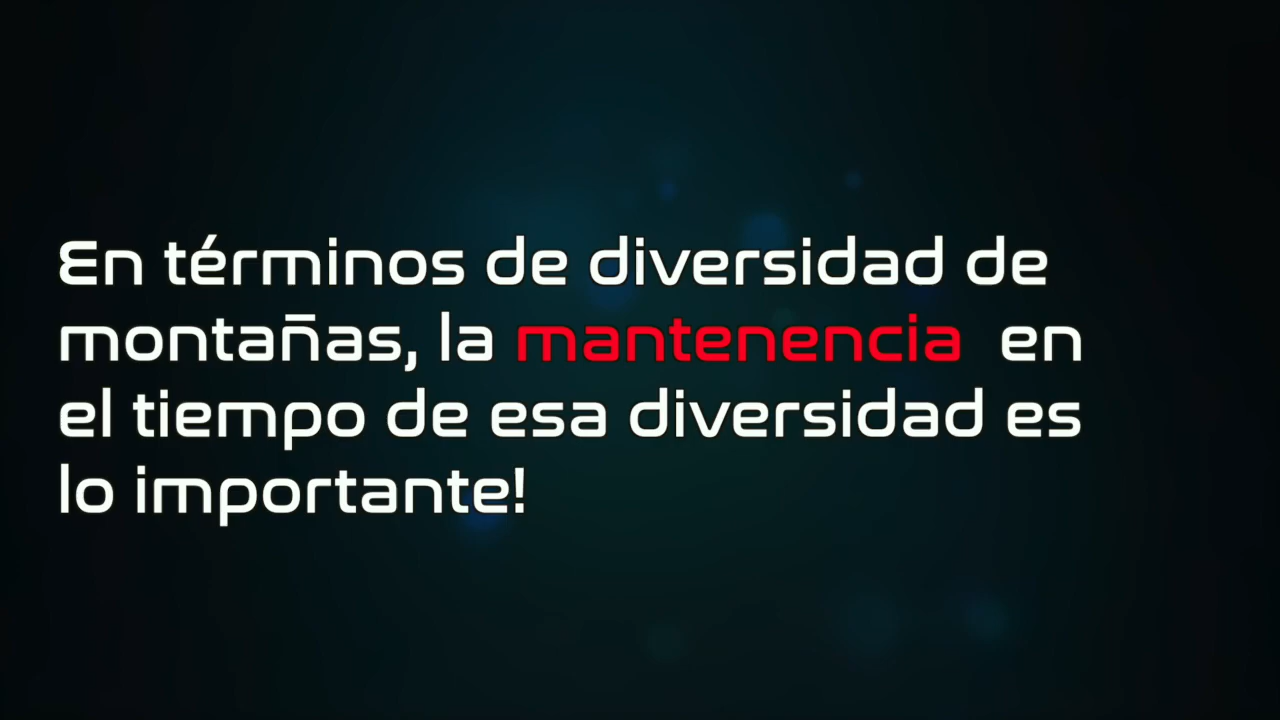 En términos de diversidad de
montañas, la mantenencia en
el tiempo de esa diversidad es
lo importante!